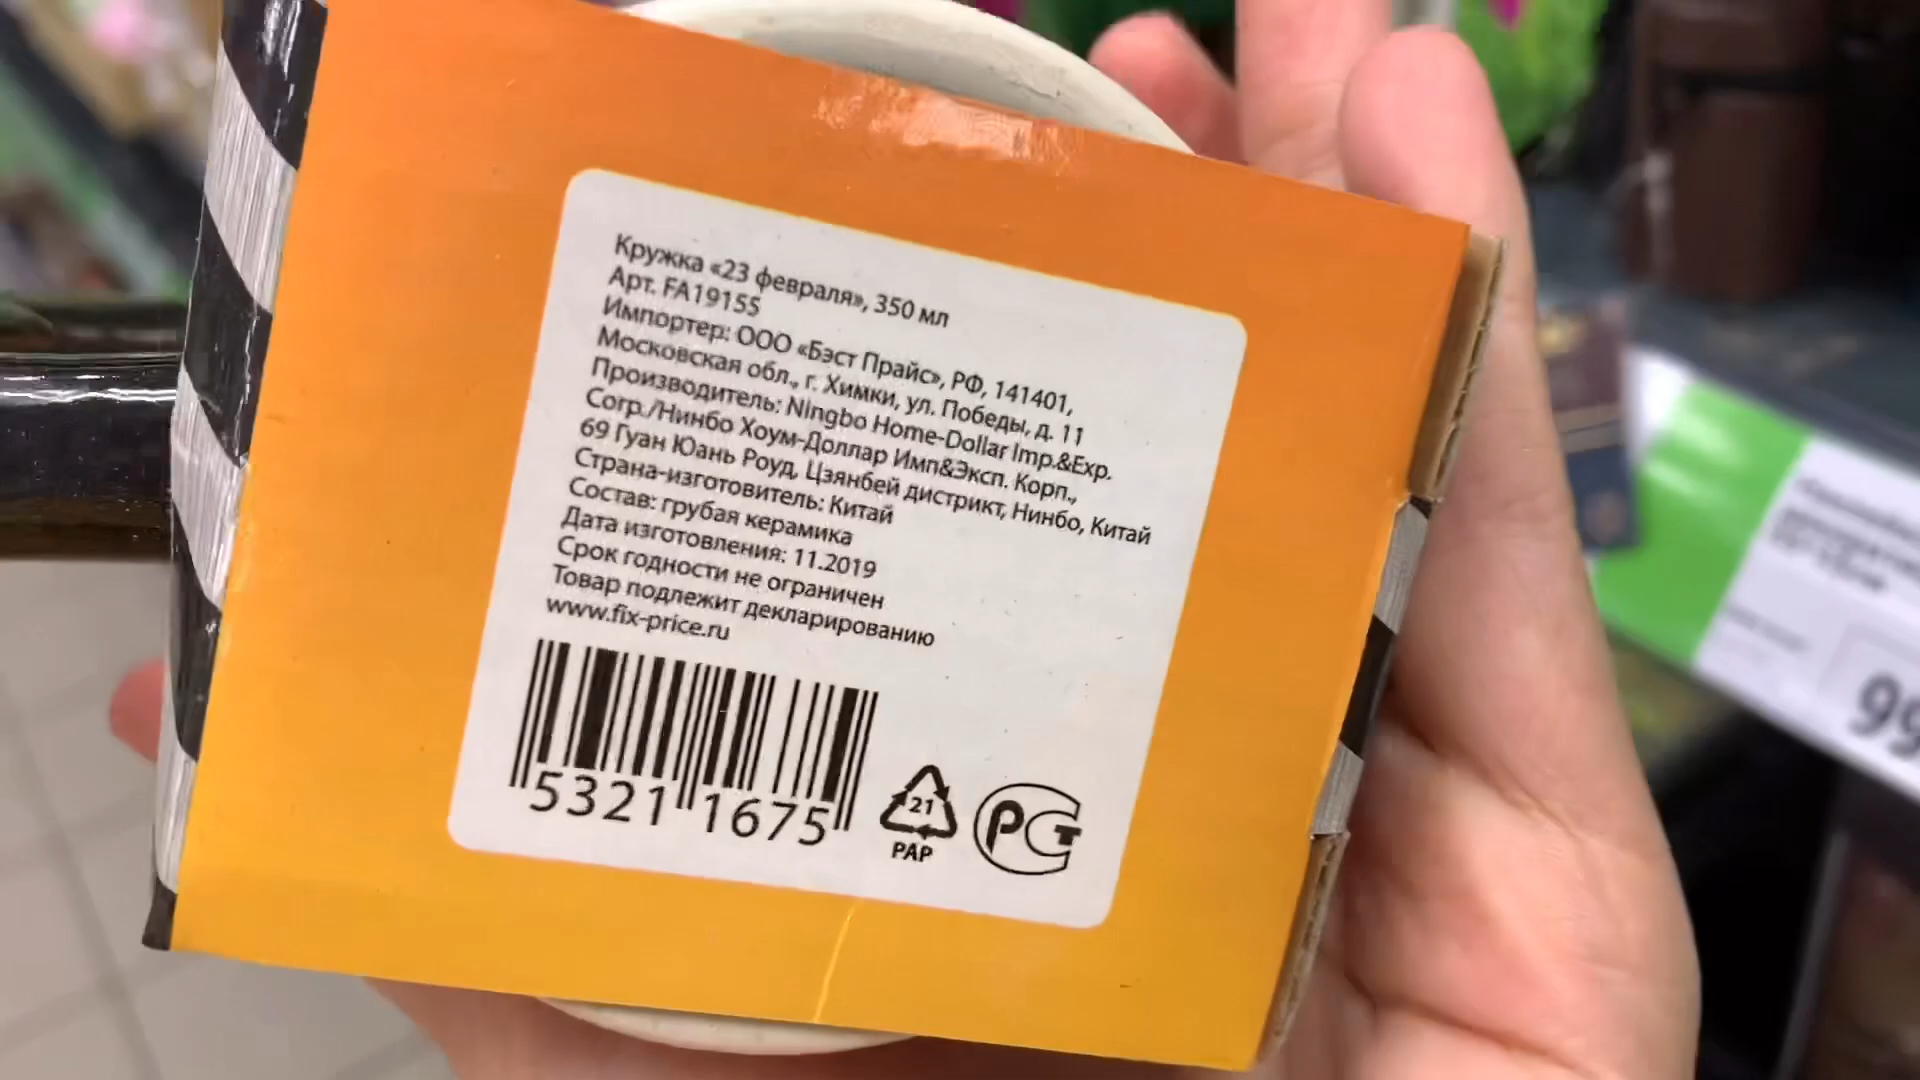 Кружка «23 февраля», 350 мл
Арт. FA19155
Импортер: ООО «Бэст Прайс», РФ, 141401,
Московская обл., г. Химки, ул. Победы, д. 11
Производитель: Ningbo Home-Dollar Imp.&Exp.
Corp./Нинбо Хоум-Доллар Имп&Эксп. Корп.,
69 Гуан Юань Роуд, Цзянбей дистрикт, Нинбо, Китай
Страна-изготовитель: Китай
Состав: грубая керамика
Дата изготовления: 11.2019
Срок годности не ограничен
Товар подлежит декларированию
www.fix-price.ru
5321 1675
21
PAP
РСТ
99